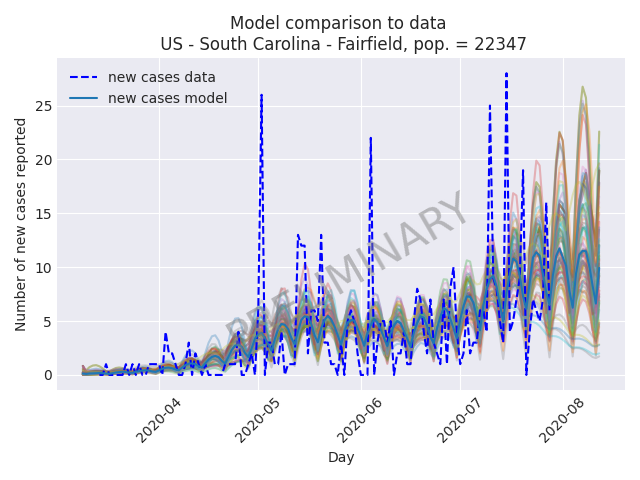 Model comparison to data
US - South Carolina - Fairfield, pop. = 22347
new cases data
new cases model
PRELIMINARY
Number of new cases reported
25
20
15
10
5
0
2020-04
2020-05
2020-06
2020-07
2020-08
Day